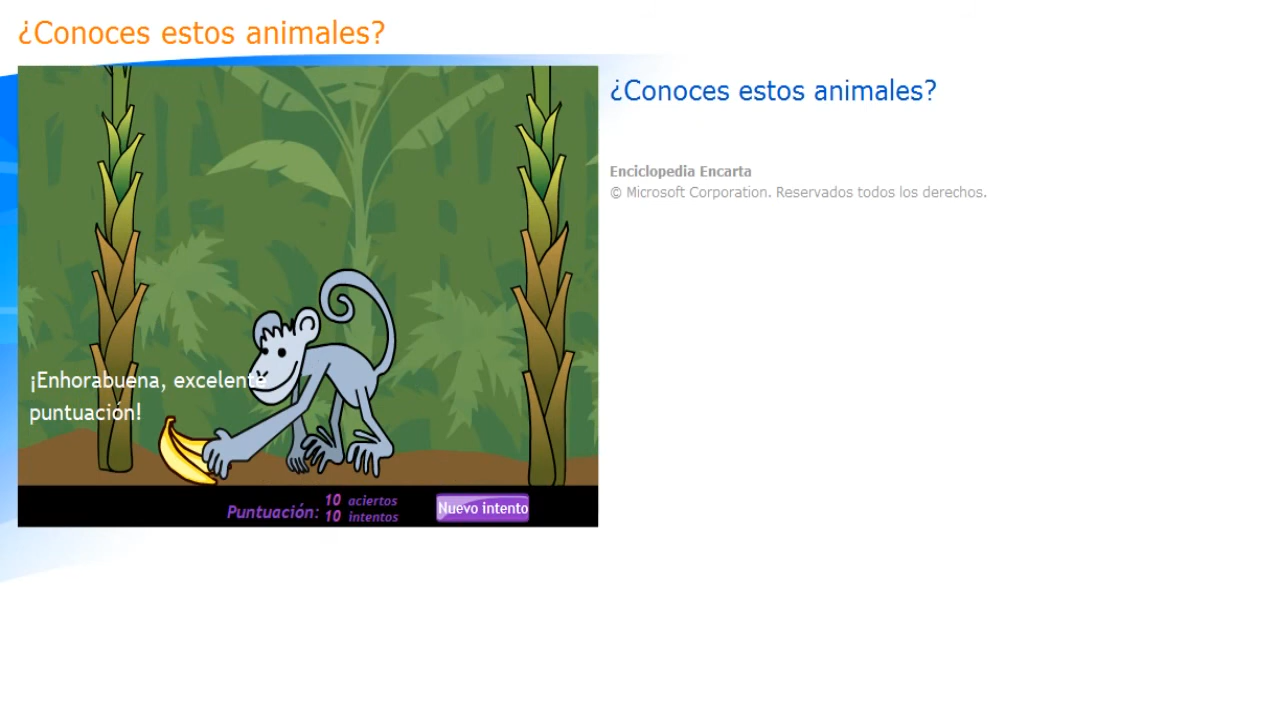 ¿Conoces estos animales?
¿Conoces estos animales?
Enciclopedia Encarta
© Microsoft Corporation. Reservados todos los derechos.
¡Enhorabuena, excelente
puntuación!
Puntuación: 10 aciertos
10 intentos
Nuevo intento